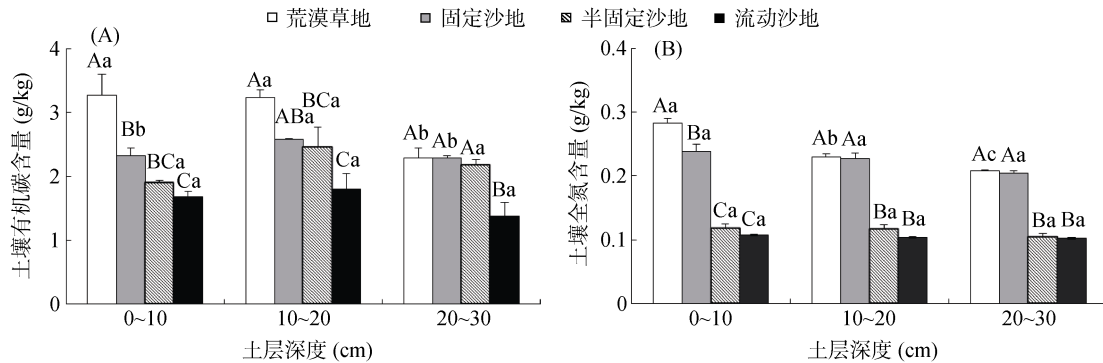 荒漠草地 固定沙地 半固定沙地 流动沙地
(A)
土壤有机碳含量 (g/kg)
4
3
2
1
0
Aa Bb BCa Ca
Aa ABa BCa Ca
Ab Ab Aa Ba
0~10 10~20 20~30
土层深度 (cm)
(B)
土壤全氮含量 (g/kg)
0.4
0.3
0.2
0.1
0
Aa Ba Ca Ca
Ab Aa Ba Ba
Ac Aa Ba Ba
0~10 10~20 20~30
土层深度 (cm)